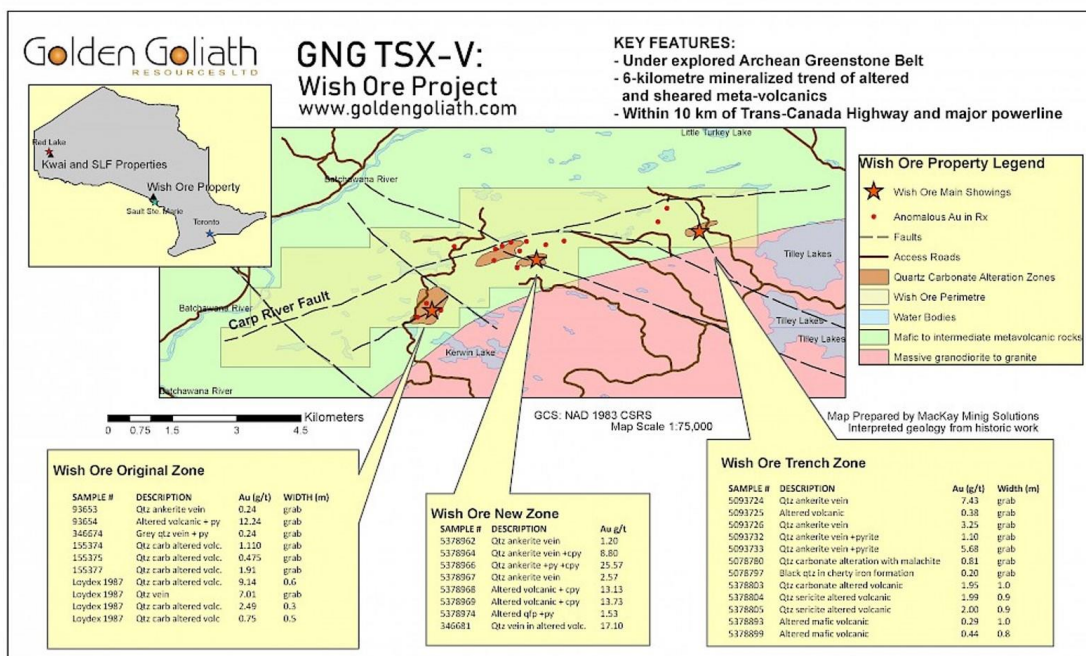 Golden Goliath
RESOURCES LTD
GNG TSX-V:
Wish Ore Project
www.goldengoliath.com
KEY FEATURES:
- Under explored Archean Greenstone Belt
- 6-kilometre mineralized trend of altered
and sheared meta-volcanics
- Within 10 km of Trans-Canada Highway and major powerline
Red Lake
Kwai and SLF Properties
Wish Ore Property
Sault Ste. Marie
Toronto
Little Turkey Lake
Batchawana River
Tilley Lakes
Batchawana River
Carp River Fault
Tilley Lakes
Tilley Lakes
Kerwin Lake
Batchawana River
Wish Ore Property Legend
Wish Ore Main Showings
Anomalous Au in Rx
Faults
Access Roads
Quartz Carbonate Alteration Zones
Wish Ore Perimetre
Water Bodies
Mafic to intermediate metavolcanic rocks
Massive granodiorite to granite
Kilometers
0 0.75 1.5 3 4.5
GCS: NAD 1983 CSRS
Map Scale 1:75,000
Map Prepared by MacKay Minig Solutions
Interpreted geology from historic work
Wish Ore Original Zone
SAMPLE # DESCRIPTION Au (g/t) WIDTH (m)
93653 Qtz ankerite vein 0.24 grab
93654 Altered volcanic + py 12.24 grab
346674 Grey qtz vein + py 0.24 grab
155374 Qtz carb altered volc. 1.110 grab
155375 Qtz carb altered volc. 0.475 grab
155377 Qtz carb altered volc. 1.91 grab
Loydex 1987 Qtz carb altered volc. 9.14 0.6
Loydex 1987 Qtz vein 7.01 grab
Loydex 1987 Qtz carb altered volc 2.49 0.3
Loydex 1987 Qtz carb altered volc 0.75 0.5
Wish Ore New Zone
SAMPLE # DESCRIPTION Au g/t
5378962 Qtz ankerite vein 1.20
5378964 Qtz ankerite vein +cpy 8.80
5378966 Qtz ankerite +py +cpy 25.57
5378967 Qtz ankerite vein 2.57
5378968 Altered volcanic + cpy 13.13
5378969 Altered volcanic + cpy 13.73
5378974 Altered qfp +py 1.53
346681 Qtz vein in altered volc. 17.10
Wish Ore Trench Zone
SAMPLE # DESCRIPTION Au (g/t) Width (m)
5093724 Qtz ankerite vein 7.43 grab
5093725 Altered volcanic 0.38 grab
5093726 Qtz ankerite vein 3.25 grab
5093732 Qtz ankerite vein +pyrite 1.10 grab
5093733 Qtz ankerite vein +pyrite 5.68 grab
5078780 Qtz carbonate alteration with malachite 0.81 grab
5078797 Black qtz in cherty iron formation 0.20 grab
5378803 Qtz carbonate altered volcanic 1.95 1.0
5378804 Qtz sericite altered volcanic 1.99 0.9
5378805 Qtz sericite altered volcanic 2.00 0.9
5378893 Altered mafic volcanic 0.29 1.0
5378899 Altered mafic volcanic 0.44 0.8